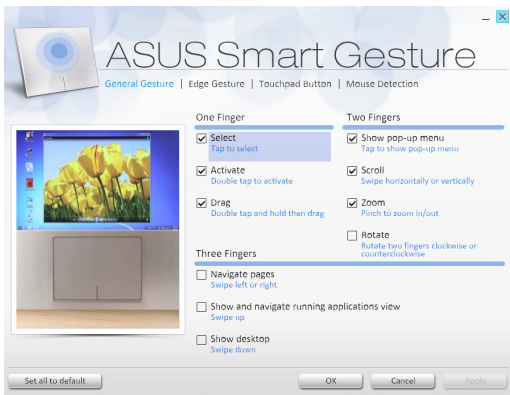 ASUS Smart Gesture
General Gesture | Edge Gesture | Touchpad Button | Mouse Detection
One Finger
Select
Tap to select
Activate
Double tap to activate
Drag
Double tap and hold then drag
Two Fingers
Show pop-up menu
Tap to show pop-up menu
Scroll
Swipe horizontally or vertically
Zoom
Pinch to zoom in/out
Rotate
Rotate two fingers clockwise or
counterclockwise
Three Fingers
Navigate pages
Swipe left or right
Show and navigate running applications view
Swipe up
Show desktop
Swipe down
Set all to default
OK
Cancel
Apply